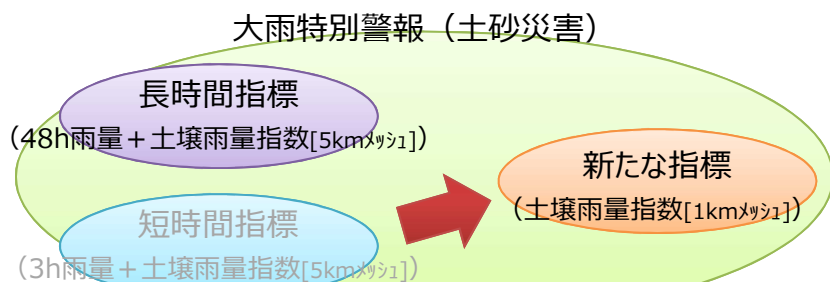 大雨特別警報（土砂災害）
長時間指標
（48h雨量＋土壌雨量指数[5kmﾒｯｼｭ]）
新たな指標
（土壌雨量指数[1kmﾒｯｼｭ]）
短時間指標
（3h雨量＋土壌雨量指数[5kmﾒｯｼｭ]）